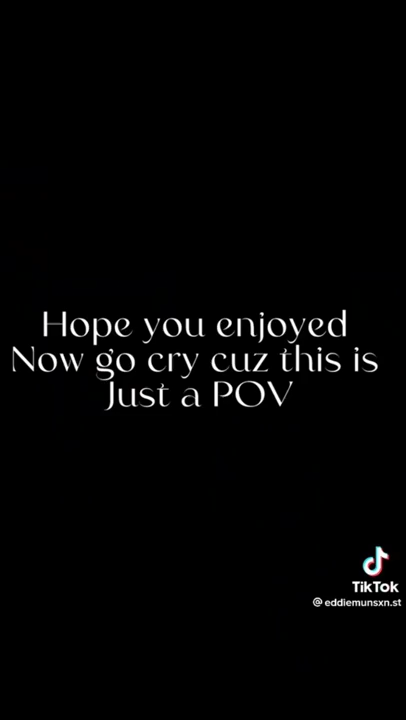 Hope you enjoyed
Now go cry cuz this is
Just a POV
TikTok
@eddiemunsxn.st